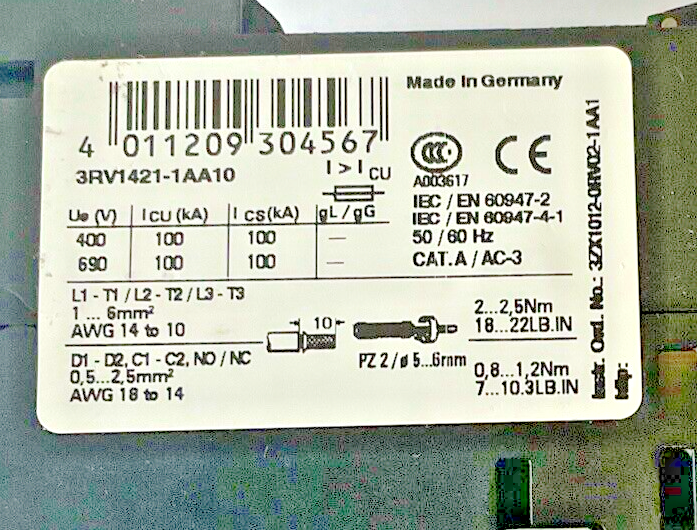 Made in Germany
4 011209 304567
3RV1421-1AA10
I > I CU
A003617
CE
Ue (V) ICU (kA) ICS (kA) gL / gG
400 100 100 —
690 100 100 —
IEC / EN 60947-2
IEC / EN 60947-4-1
50 / 60 Hz
CAT. A / AC-3
L1 - T1 / L2 - T2 / L3 - T3
1 ... 6mm²
AWG 14 to 10
10
2...2,5Nm
18...22LB.IN
D1 - D2, C1 - C2, NO / NC
0,5...2,5mm²
AWG 18 to 14
PZ 2 / ø 5...6mm
0,8...1,2Nm
7...10.3LB.IN
Ord. No.: 3ZX1012-0RV02-1AA1